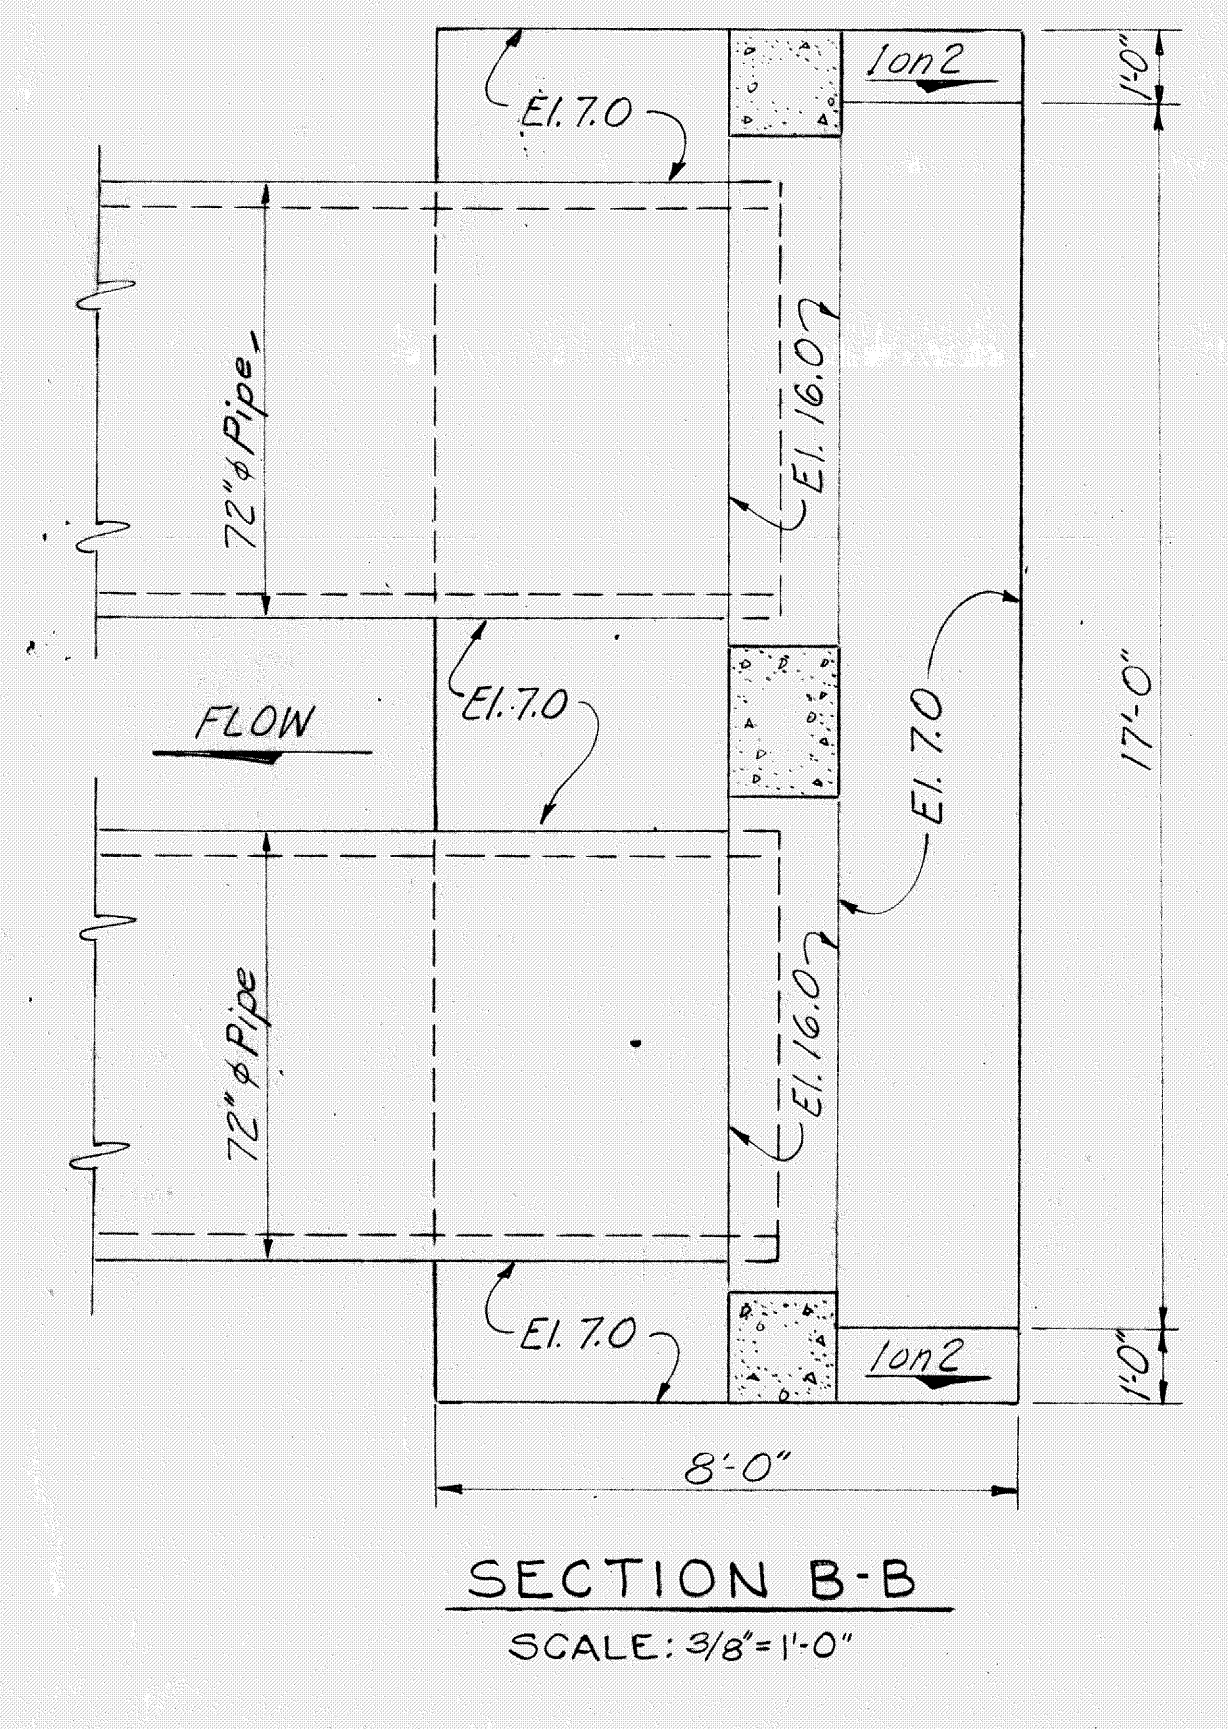 1on2
1'-0"
El. 7.0
El. 16.0
72"ϕ Pipe
El. 7.0
17'-0"
El. 7.0
FLOW
El. 16.0
72"ϕ Pipe
El. 7.0
1on2
1'-0"
8'-0"
SECTION B-B
SCALE: 3/8"=1'-0"